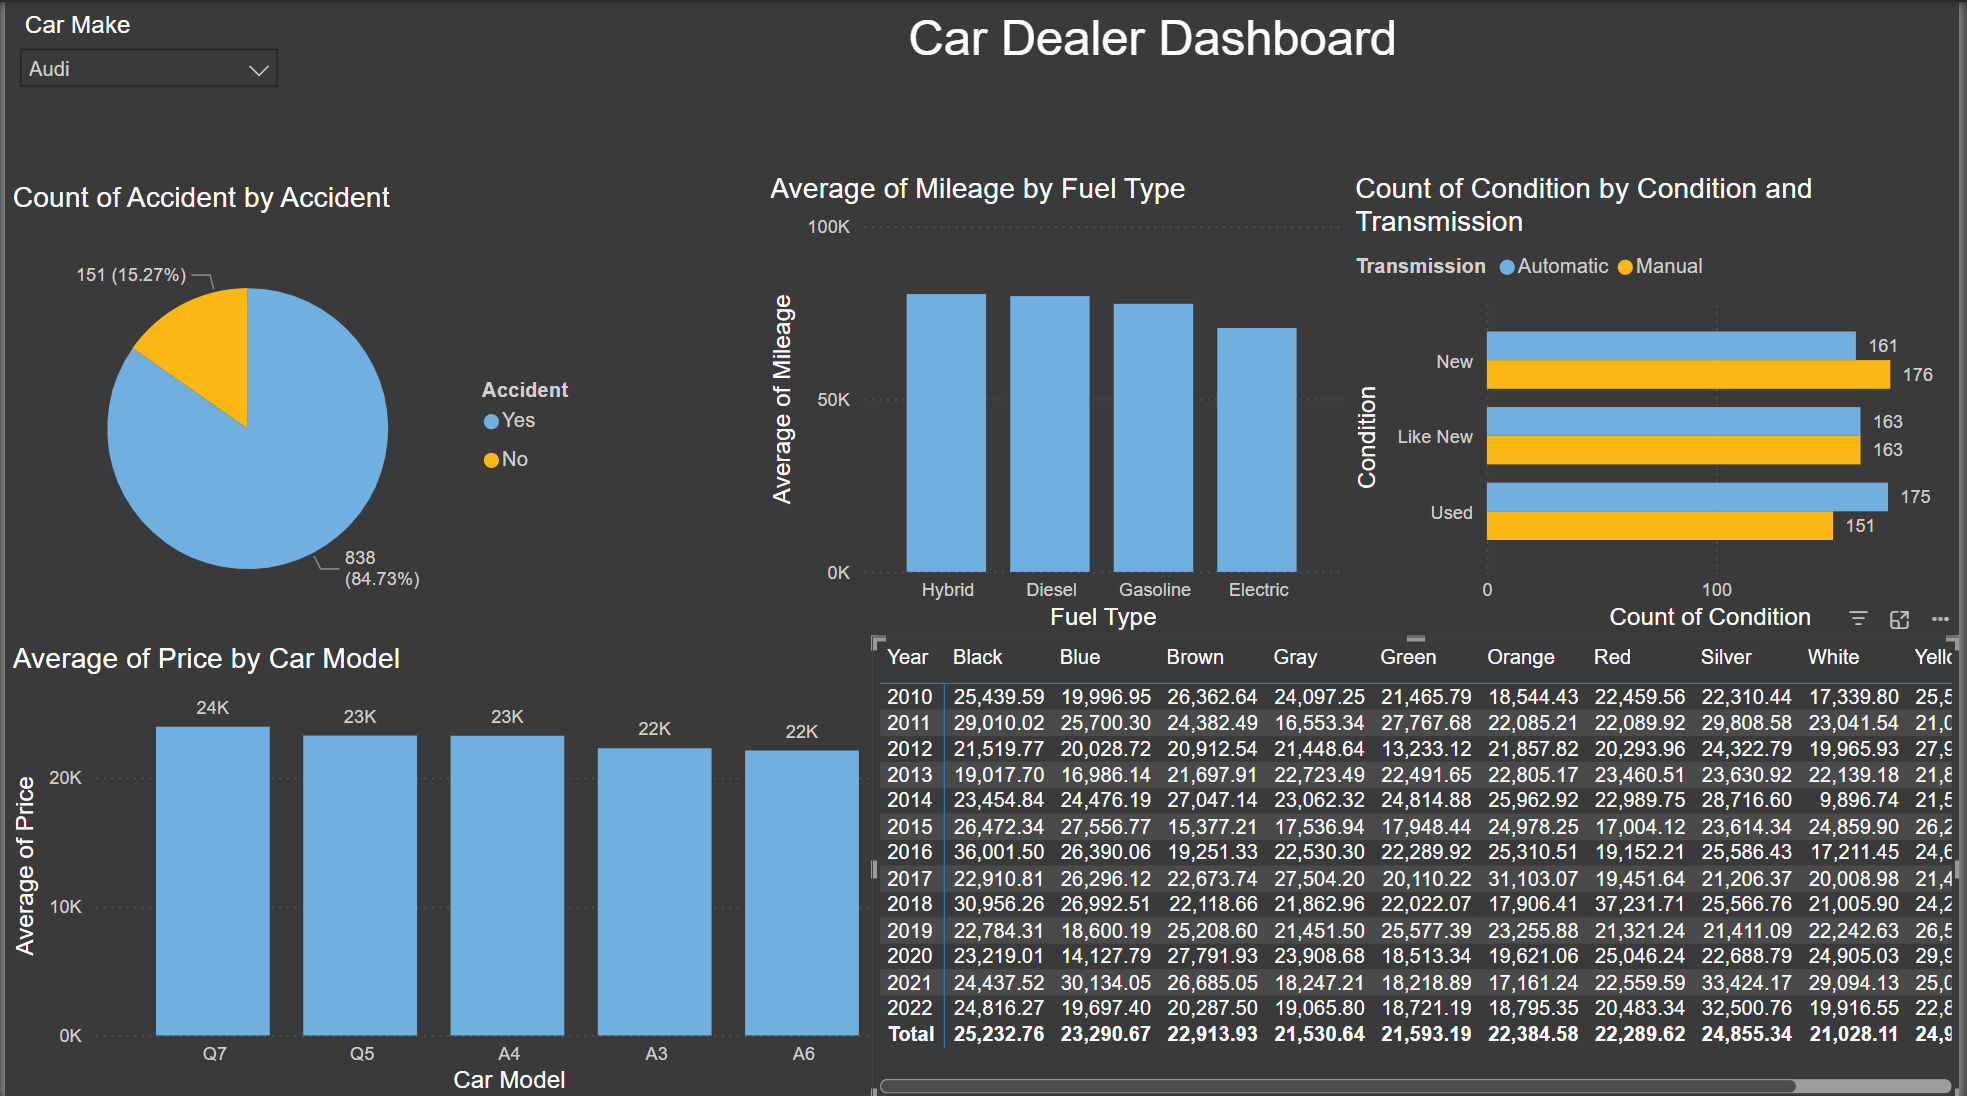 Car Make
Audi
Car Dealer Dashboard
Count of Accident by Accident
151 (15.27%)
838
(84.73%)
Accident
Yes
No
Average of Mileage by Fuel Type
Average of Mileage
100K
50K
0K
Hybrid Diesel Gasoline Electric
Fuel Type
Count of Condition by Condition and
Transmission
Transmission Automatic Manual
Condition
New 161
176
Like New 163
163
Used 175
151
0 100
Count of Condition
Average of Price by Car Model
Average of Price
24K 23K 23K 22K 22K
20K
10K
0K
Q7 Q5 A4 A3 A6
Car Model
Year Black Blue Brown Gray Green Orange Red Silver White Yell
2010 25,439.59 19,996.95 26,362.64 24,097.25 21,465.79 18,544.43 22,459.56 22,310.44 17,339.80 25,5
2011 29,010.02 25,700.30 24,382.49 16,553.34 27,767.68 22,085.21 22,089.92 29,808.58 23,041.54 21,0
2012 21,519.77 20,028.72 20,912.54 21,448.64 13,233.12 21,857.82 20,293.96 24,322.79 19,965.93 27,9
2013 19,017.70 16,986.14 21,697.91 22,723.49 22,491.65 22,805.17 23,460.51 23,630.92 22,139.18 21,8
2014 23,454.84 24,476.19 27,047.14 23,062.32 24,814.88 25,962.92 22,989.75 28,716.60 9,896.74 21,5
2015 26,472.34 27,556.77 15,377.21 17,536.94 17,948.44 24,978.25 17,004.12 23,614.34 24,859.90 26,2
2016 36,001.50 26,390.06 19,251.33 22,530.30 22,289.92 25,310.51 19,152.21 25,586.43 17,211.45 24,6
2017 22,910.81 26,296.12 22,673.74 27,504.20 20,110.22 31,103.07 19,451.64 21,206.37 20,008.98 21,4
2018 30,956.26 26,992.51 22,118.66 21,862.96 22,022.07 17,906.41 37,231.71 25,566.76 21,005.90 24,2
2019 22,784.31 18,600.19 25,208.60 21,451.50 25,577.39 23,255.88 21,321.24 21,411.09 22,242.63 26,5
2020 23,219.01 14,127.79 27,791.93 23,908.68 18,513.34 19,621.06 25,046.24 22,688.79 24,905.03 29,9
2021 24,437.52 30,134.05 26,685.05 18,247.21 18,218.89 17,161.24 22,559.59 33,424.17 29,094.13 25,0
2022 24,816.27 19,697.40 20,287.50 19,065.80 18,721.19 18,795.35 20,483.34 32,500.76 19,916.55 22,8
Total 25,232.76 23,290.67 22,913.93 21,530.64 21,593.19 22,384.58 22,289.62 24,855.34 21,028.11 24,9